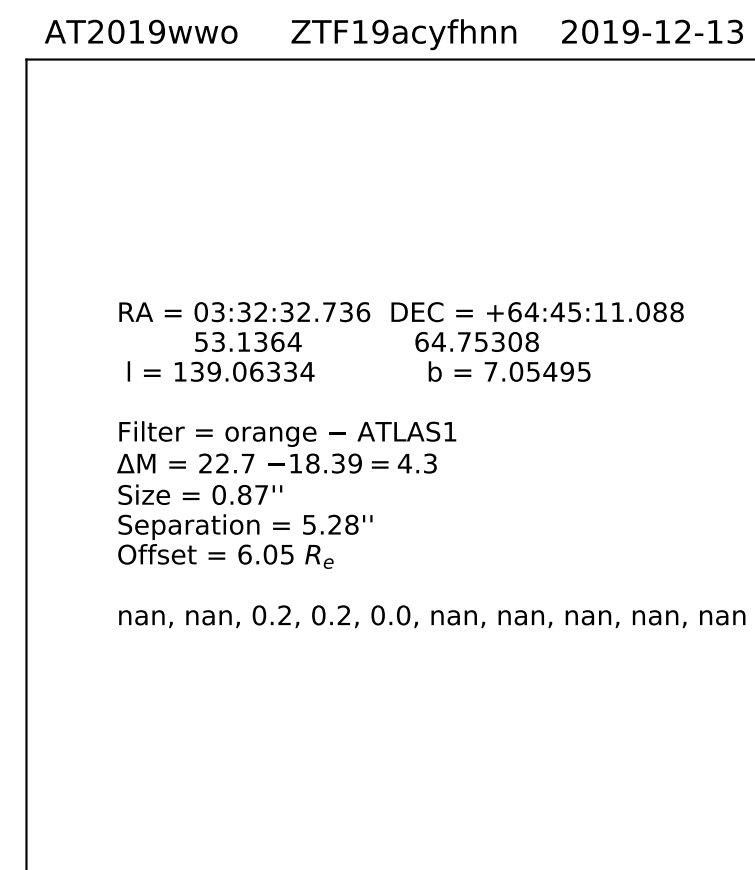 AT2019wwo ZTF19acyfhnn 2019-12-13
RA = 03:32:32.736 DEC = +64:45:11.088
53.1364 64.75308
l = 139.06334 b = 7.05495
Filter = orange − ATLAS1
ΔM = 22.7 −18.39 = 4.3
Size = 0.87''
Separation = 5.28''
Offset = 6.05 Re
nan, nan, 0.2, 0.2, 0.0, nan, nan, nan, nan, nan